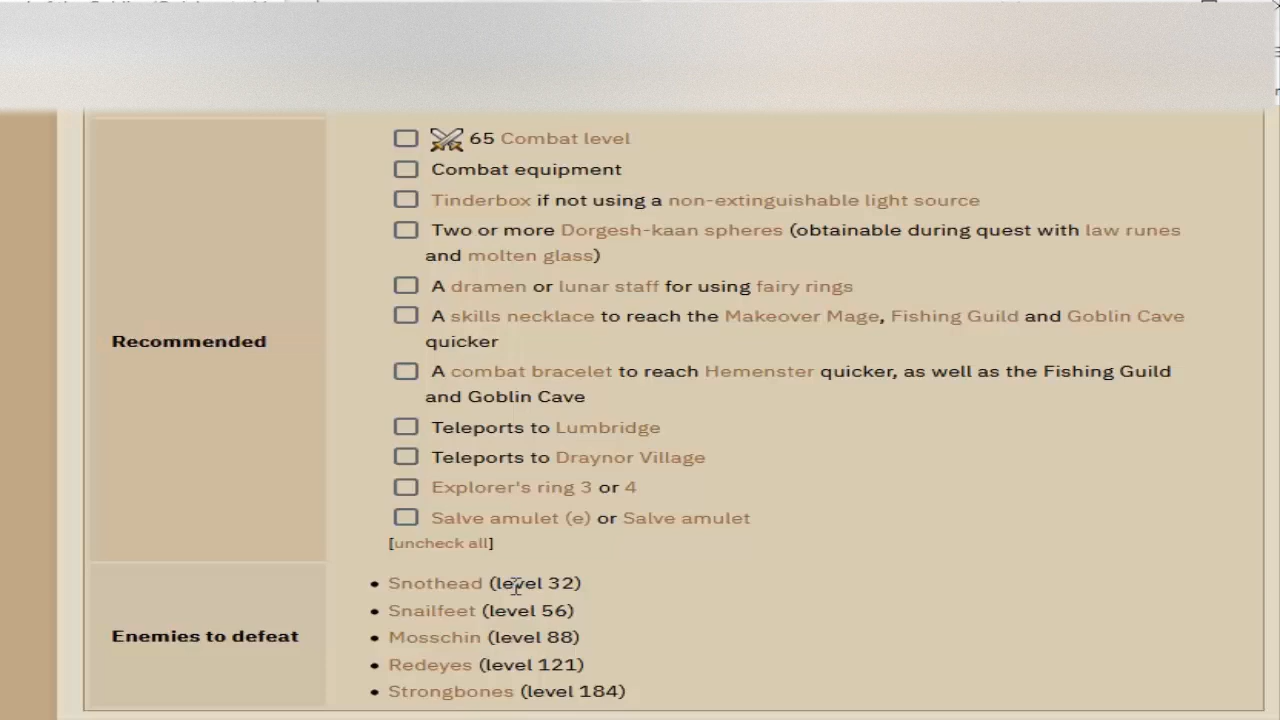 65 Combat level
Combat equipment
Tinderbox if not using a non-extinguishable light source
Two or more Dorgesh-kaan spheres (obtainable during quest with law runes
and molten glass)
A dramen or lunar staff for using fairy rings
A skills necklace to reach the Makeover Mage, Fishing Guild and Goblin Cave
quicker
Recommended
A combat bracelet to reach Hemenster quicker, as well as the Fishing Guild
and Goblin Cave
Teleports to Lumbridge
Teleports to Draynor Village
Explorer's ring 3 or 4
Salve amulet (e) or Salve amulet
[uncheck all]
Enemies to defeat
Snothead (level 32)
Snailfeet (level 56)
Mosschin (level 88)
Redeyes (level 121)
Strongbones (level 184)